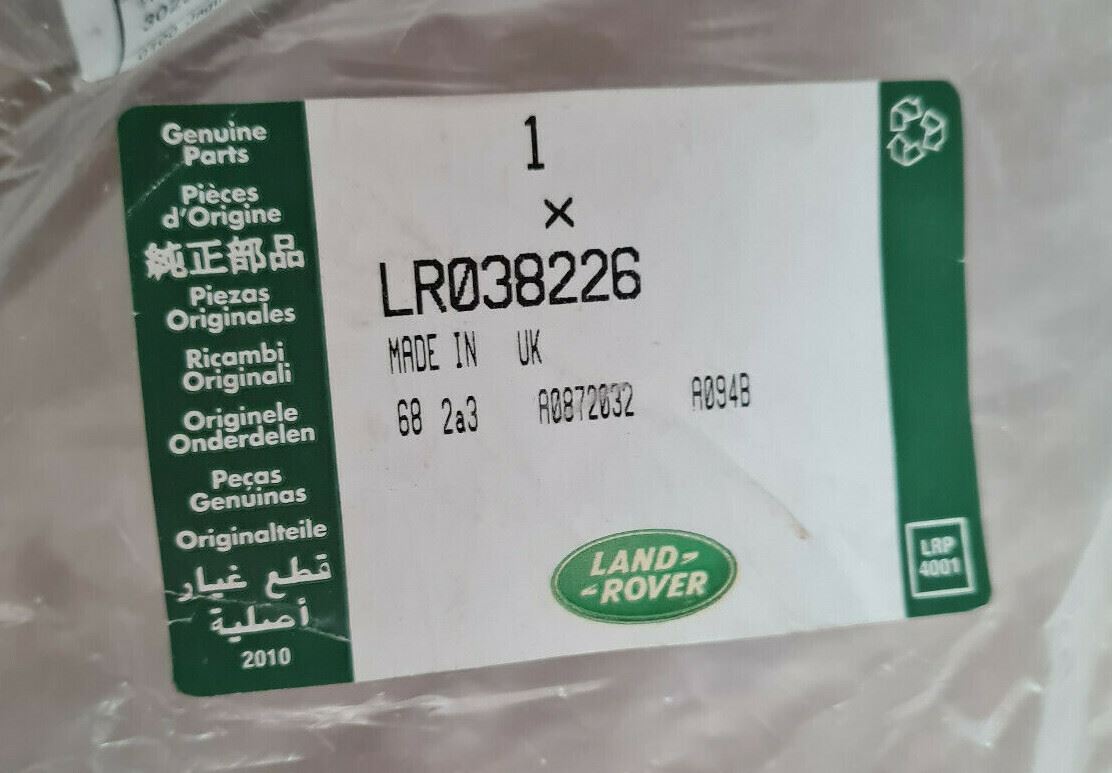 Genuine
Parts
Pièces
d'Origine
純正部品
Piezas
Originales
Ricambi
Originali
Originele
Onderdelen
Peças
Genuínas
Originalteile
قطع غيار
أصلية
2010
1
×
LR038226
MADE IN UK
68 2a3 A0872032 A094B
LAND-
-ROVER
LRP
4001